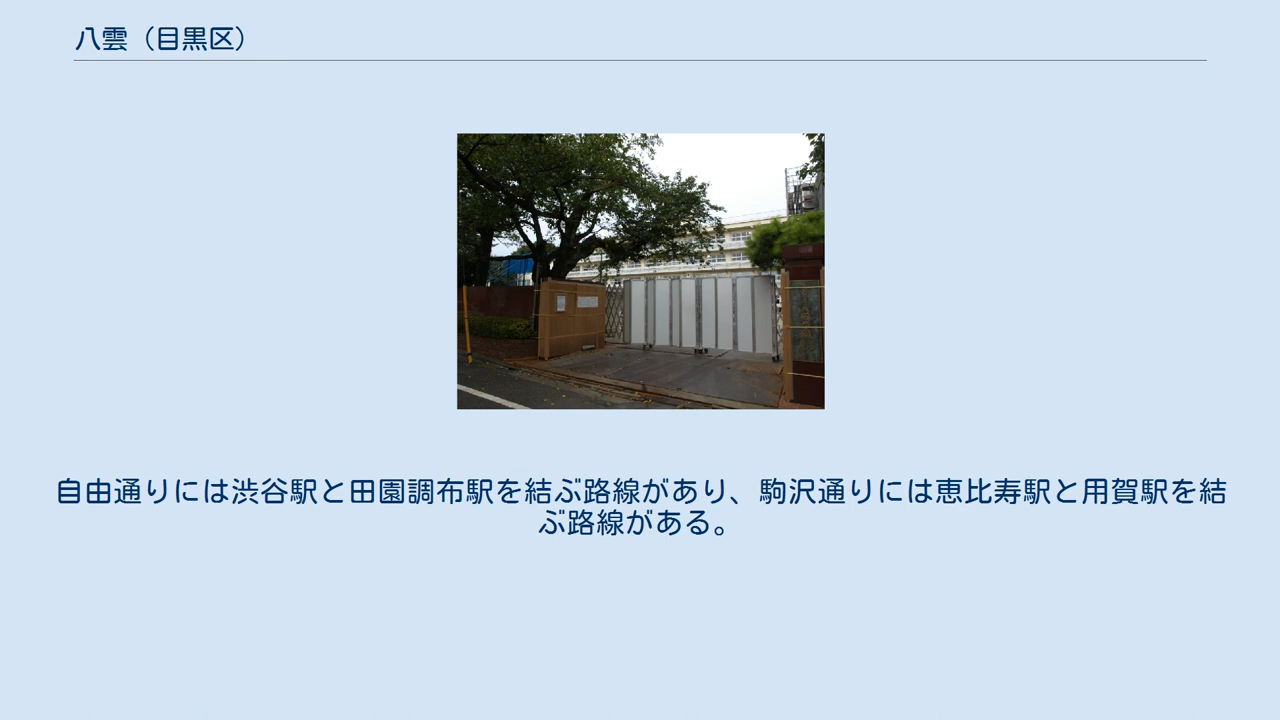 八雲（目黒区）
自由通りには渋谷駅と田園調布駅を結ぶ路線があり、駒沢通りには恵比寿駅と用賀駅を結
ぶ路線がある。